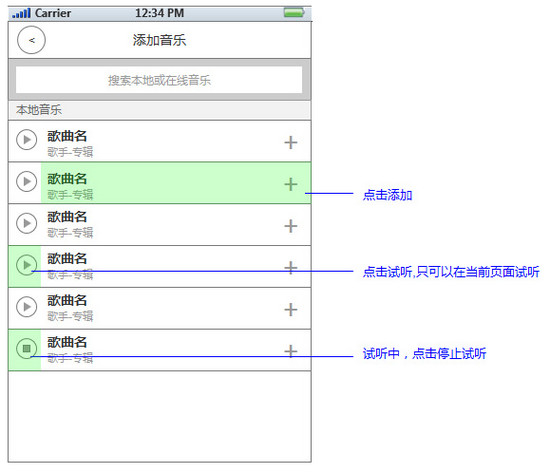 Carrier 12:34 PM
< 添加音乐
搜索本地或在线音乐
本地音乐
歌曲名
歌手-专辑
+
歌曲名
歌手-专辑
+
点击添加
歌曲名
歌手-专辑
+
歌曲名
歌手-专辑
+
点击试听,只可以在当前页面试听
歌曲名
歌手-专辑
+
歌曲名
歌手-专辑
+
试听中，点击停止试听